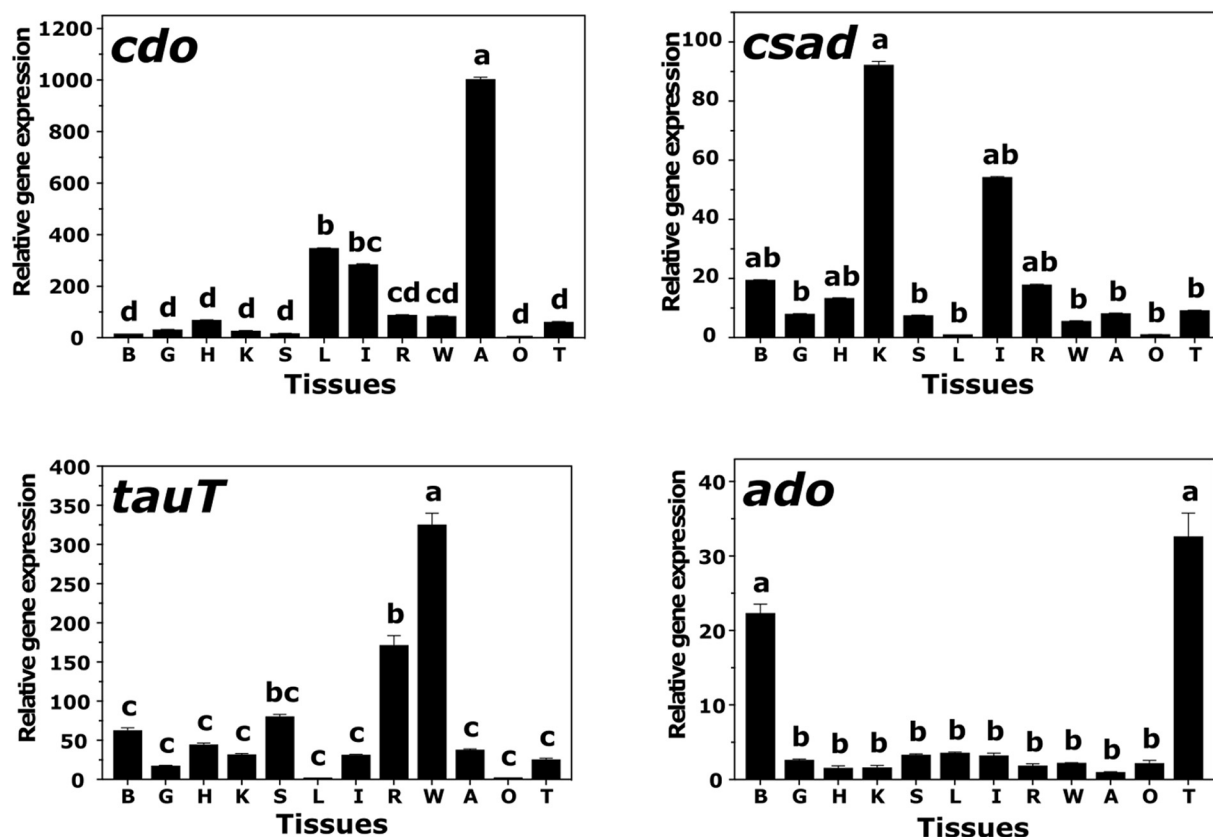 cdo
Relative gene expression
1200
1000
800
600
400
200
0
d d d d d b bc cd cd a d d
B G H K S L I R W A O T
Tissues
csad
Relative gene expression
100
80
60
40
20
0
ab b ab a b b ab ab b b b b
B G H K S L I R W A O T
Tissues
tauT
Relative gene expression
400
350
300
250
200
150
100
50
0
c c c c bc c c b a c c c
B G H K S L I R W A O T
Tissues
ado
Relative gene expression
40
30
20
10
0
a b b b b b b b b b b a
B G H K S L I R W A O T
Tissues